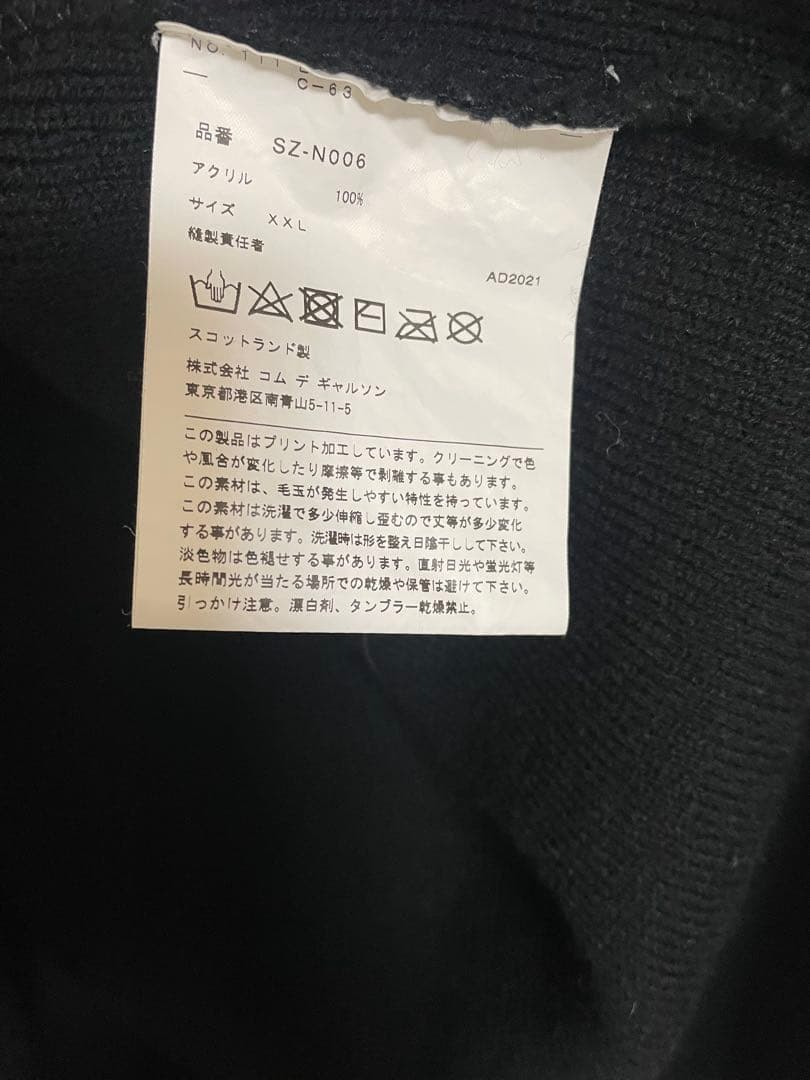 NO. 111
C-63
品番 SZ-N006
アクリル 100%
サイズ XXL
縫製責任者
AD2021
スコットランド製
株式会社 コム デ ギャルソン
東京都港区南青山5-11-5
この製品はプリント加工しています。クリーニングで色
や風合が変化したり摩擦等で剥離する事もあります。
この素材は、毛玉が発生しやすい特性を持っています。
この素材は洗濯で多少伸縮し歪むので丈等が多少変化
する事があります。洗濯時は形を整え日陰干しして下さい。
淡色物は色褪せする事があります。直射日光や蛍光灯等
長時間光が当たる場所での乾燥や保管は避けて下さい。
引っかけ注意。漂白剤、タンブラー乾燥禁止。